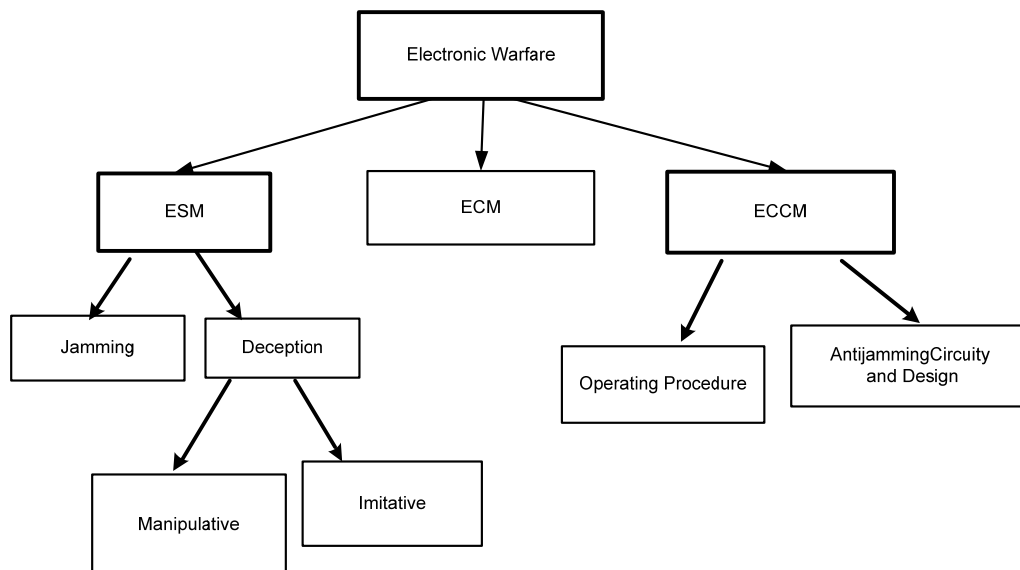 Electronic Warfare
ESM
ECM
ECCM
Jamming
Deception
Operating Procedure
AntijammingCircuity
and Design
Manipulative
Imitative